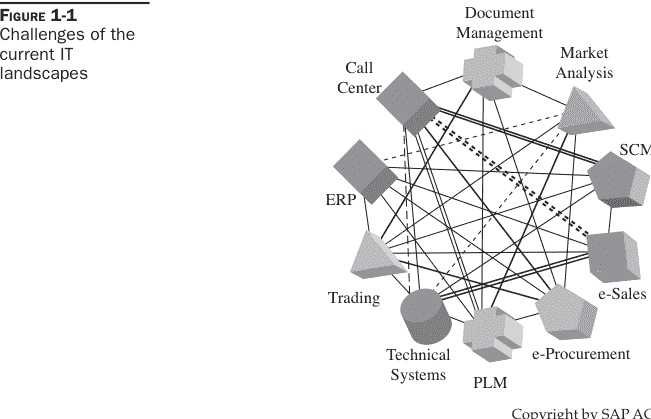 FIGURE 1-1
Challenges of the
current IT
landscapes
Document
Management
Market
Analysis
Call
Center
SCM
ERP
e-Sales
Trading
e-Procurement
Technical
Systems
PLM
Copyright by SAP AG